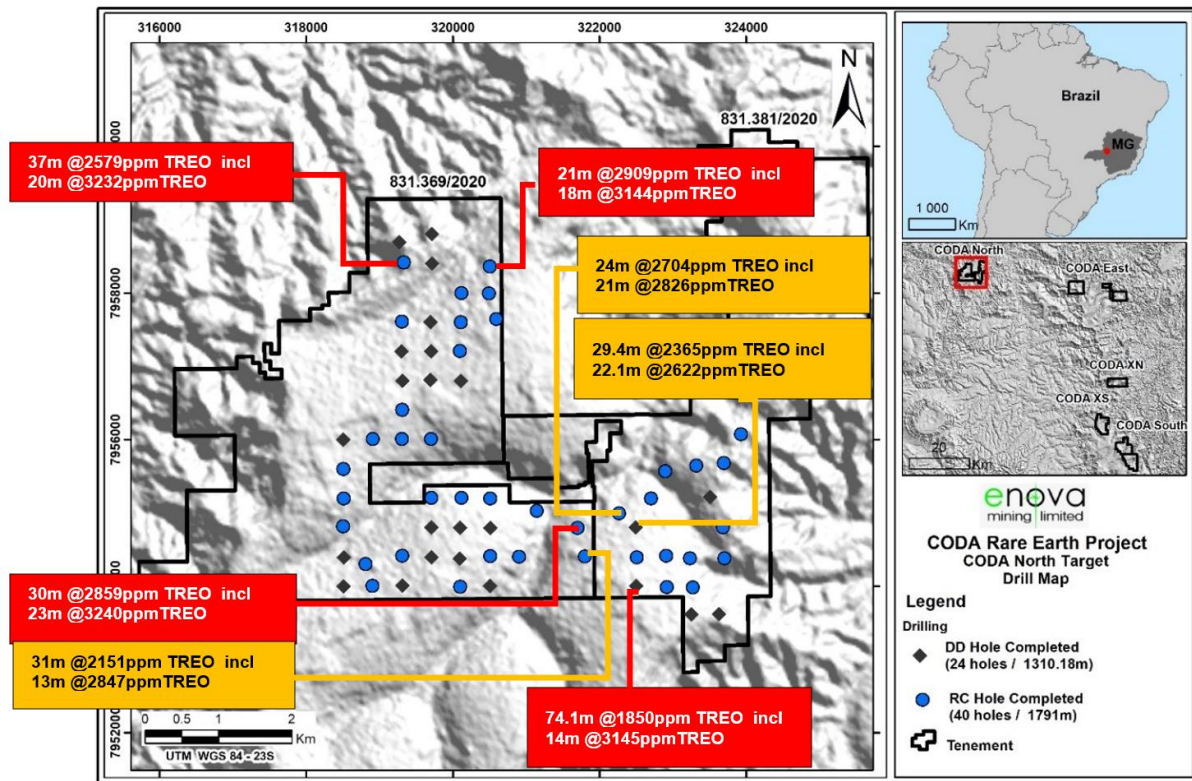 316000 318000 320000 322000 324000
N
831.381/2020
831.369/2020
37m @2579ppm TREO incl
20m @3232ppmTREO
21m @2909ppm TREO incl
18m @3144ppmTREO
24m @2704ppm TREO incl
21m @2826ppmTREO
29.4m @2365ppm TREO incl
22.1m @2622ppmTREO
7958000
7956000
30m @2859ppm TREO incl
23m @3240ppmTREO
31m @2151ppm TREO incl
13m @2847ppmTREO
74.1m @1850ppm TREO incl
14m @3145ppmTREO
7952000
0 0.5 1 2
Km
UTM WGS 84 - 23S
Brazil
MG
1 000
Km
CODA North
CODA East
CODA XN
CODA XS
CODA South
20
Km
enova
mining limited
CODA Rare Earth Project
CODA North Target
Drill Map
Legend
Drilling
DD Hole Completed
(24 holes / 1310.18m)
RC Hole Completed
(40 holes / 1791m)
Tenement